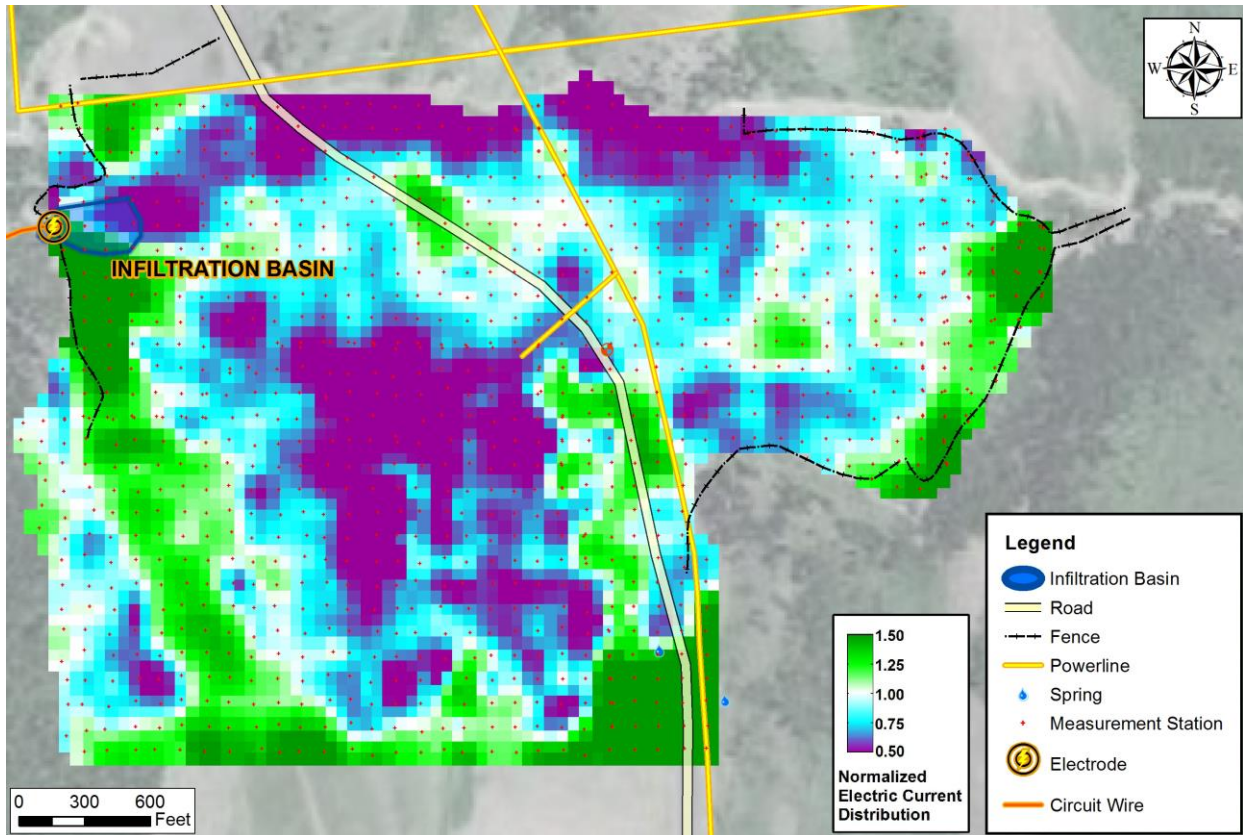 N
W E
S
INFILTRATION BASIN
Legend
Infiltration Basin
Road
Fence
Powerline
Spring
Measurement Station
Electrode
Circuit Wire
1.50
1.25
1.00
0.75
0.50
Normalized
Electric Current
Distribution
0 300 600
Feet